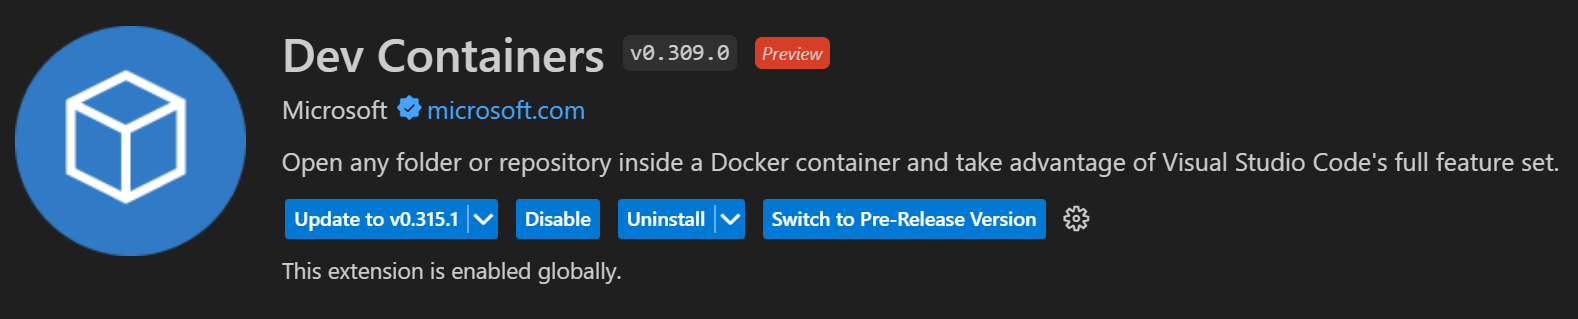 Dev Containers v0.309.0 Preview
Microsoft microsoft.com
Open any folder or repository inside a Docker container and take advantage of Visual Studio Code's full feature set.
Update to v0.315.1 Disable Uninstall Switch to Pre-Release Version
This extension is enabled globally.